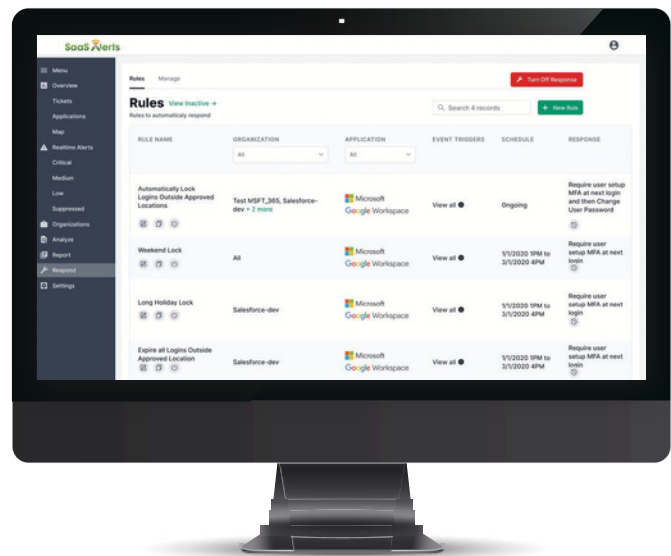 SaaS Alerts
Menu
Overview
Tickets
Applications
Map
Realtime Alerts
Critical
Medium
Low
Suppressed
Organizations
Analyze
Report
Respond
Settings
Rules Manage
Turn Off Response
Rules View Inactive →
Rules to automaticaly respond
Search 4 records
+ New Rule
RULE NAME ORGANIZATION APPLICATION EVENT TRIGGERS SCHEDULE RESPONSE
All All
Automatically Lock
Logins Outside Approved
Locations
Test MSFT_365, Salesforce-
dev + 2 more
Microsoft
Google Workspace
View all
Ongoing
Require user setup
MFA at next login
and then Change
User Password
Weekend Lock
All
Microsoft
Google Workspace
View all
1/1/2020 1PM to
3/1/2020 4PM
Require user
setup MFA at next
login
Long Holiday Lock
Salesforce-dev
Microsoft
Google Workspace
View all
1/1/2020 1PM to
3/1/2020 4PM
Require user
setup MFA at next
login
Expire all Logins Outside
Approved Location
Salesforce-dev
Microsoft
Google Workspace
View all
1/1/2020 1PM to
3/1/2020 4PM
Require user
setup MFA at next
login